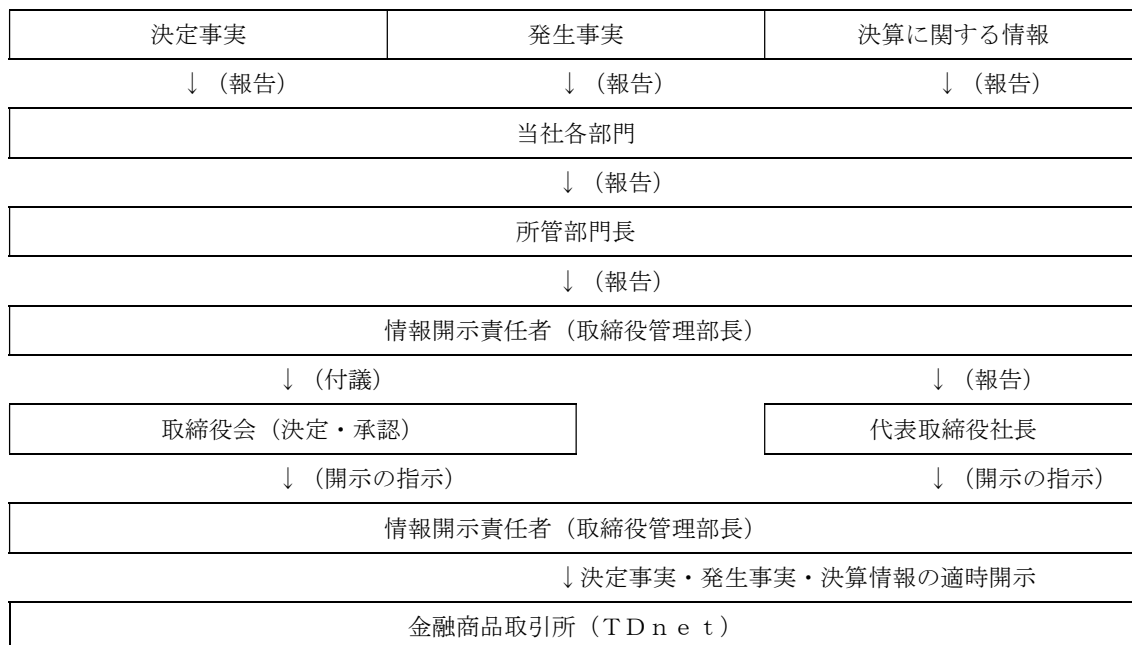 決定事実 発生事実 決算に関する情報
↓（報告） ↓（報告） ↓（報告）
当社各部門
↓（報告）
所管部門長
↓（報告）
情報開示責任者（取締役管理部長）
↓（付議） ↓（報告）
取締役会（決定・承認） 代表取締役社長
↓（開示の指示） ↓（開示の指示）
情報開示責任者（取締役管理部長）
↓決定事実・発生事実・決算情報の適時開示
金融商品取引所（ＴＤｎｅｔ）